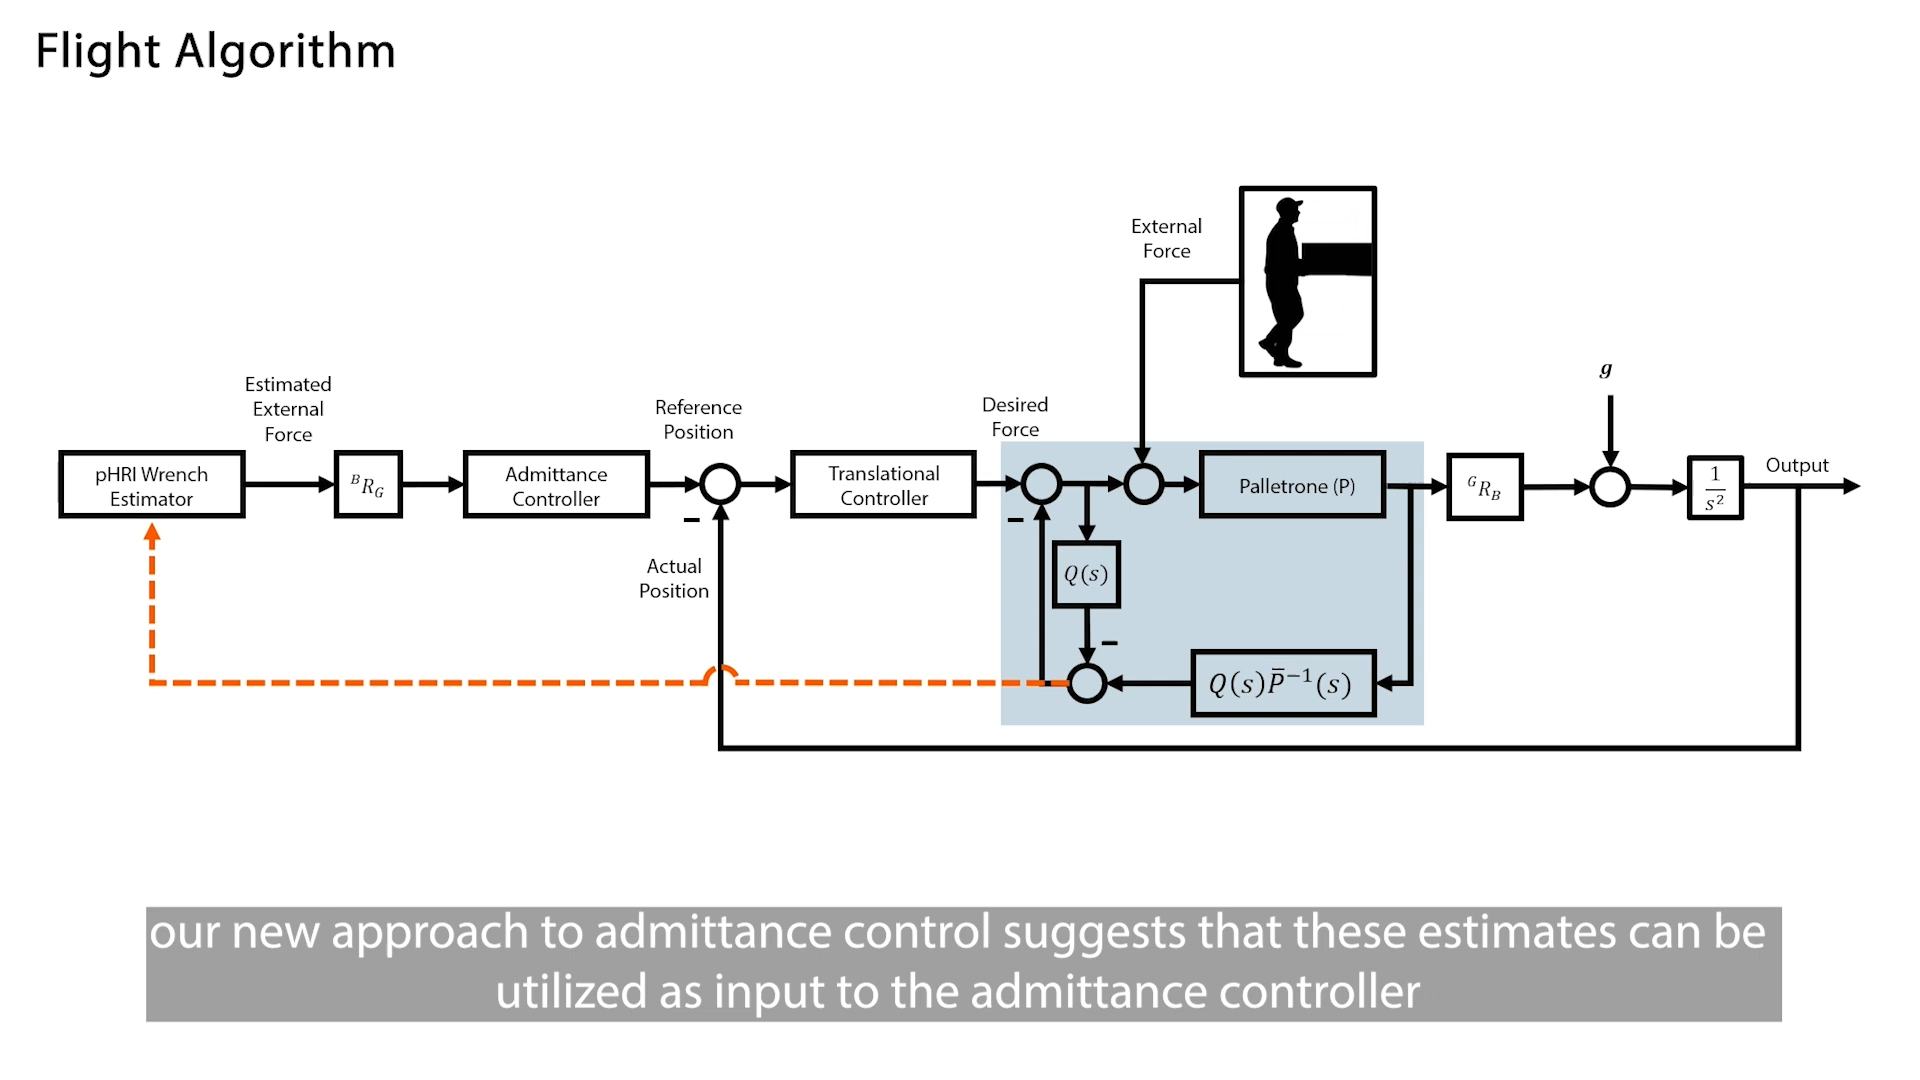 Flight Algorithm
External
Force
g
Estimated
External
Force
Reference
Position
Desired
Force
pHRI Wrench
Estimator
ᴮR_G
Admittance
Controller
Translational
Controller
Palletrone (P)
ᴳR_B
1
s²
Output
–
–
Actual
Position
Q(s)
–
Q(s)P̄⁻¹(s)
our new approach to admittance control suggests that these estimates can be
utilized as input to the admittance controller